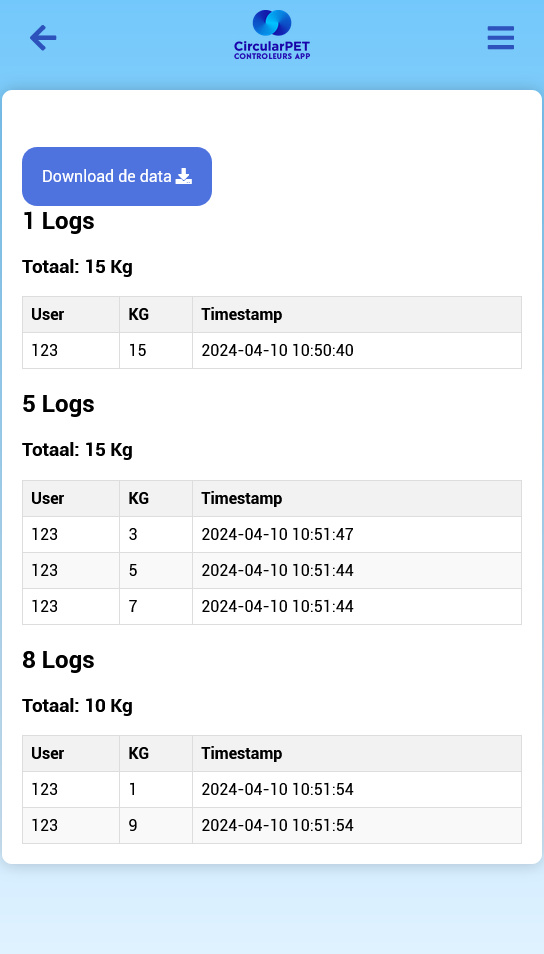 CircularPET
CONTROLEURS APP
Download de data
1 Logs
Totaal: 15 Kg
User KG Timestamp
123 15 2024-04-10 10:50:40
5 Logs
Totaal: 15 Kg
User KG Timestamp
123 3 2024-04-10 10:51:47
123 5 2024-04-10 10:51:44
123 7 2024-04-10 10:51:44
8 Logs
Totaal: 10 Kg
User KG Timestamp
123 1 2024-04-10 10:51:54
123 9 2024-04-10 10:51:54